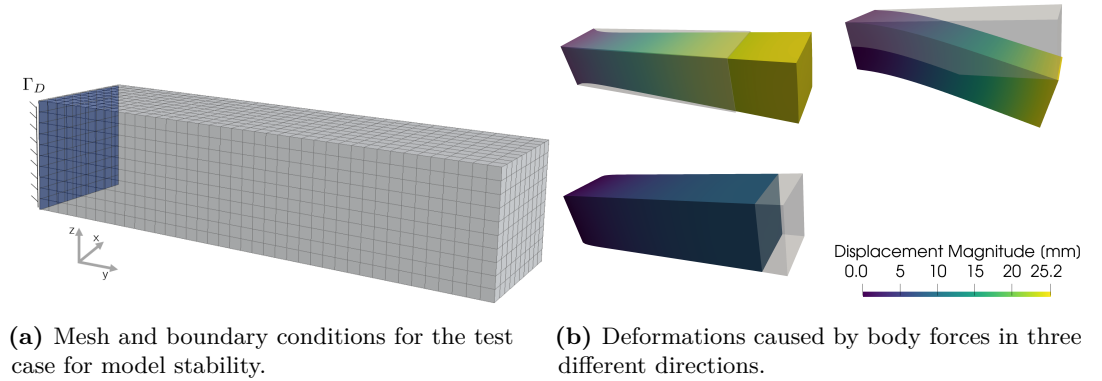 Γ_D
z
x
y
Displacement Magnitude (mm)
0.0 5 10 15 20 25.2
(a) Mesh and boundary conditions for the test
case for model stability.
(b) Deformations caused by body forces in three
different directions.